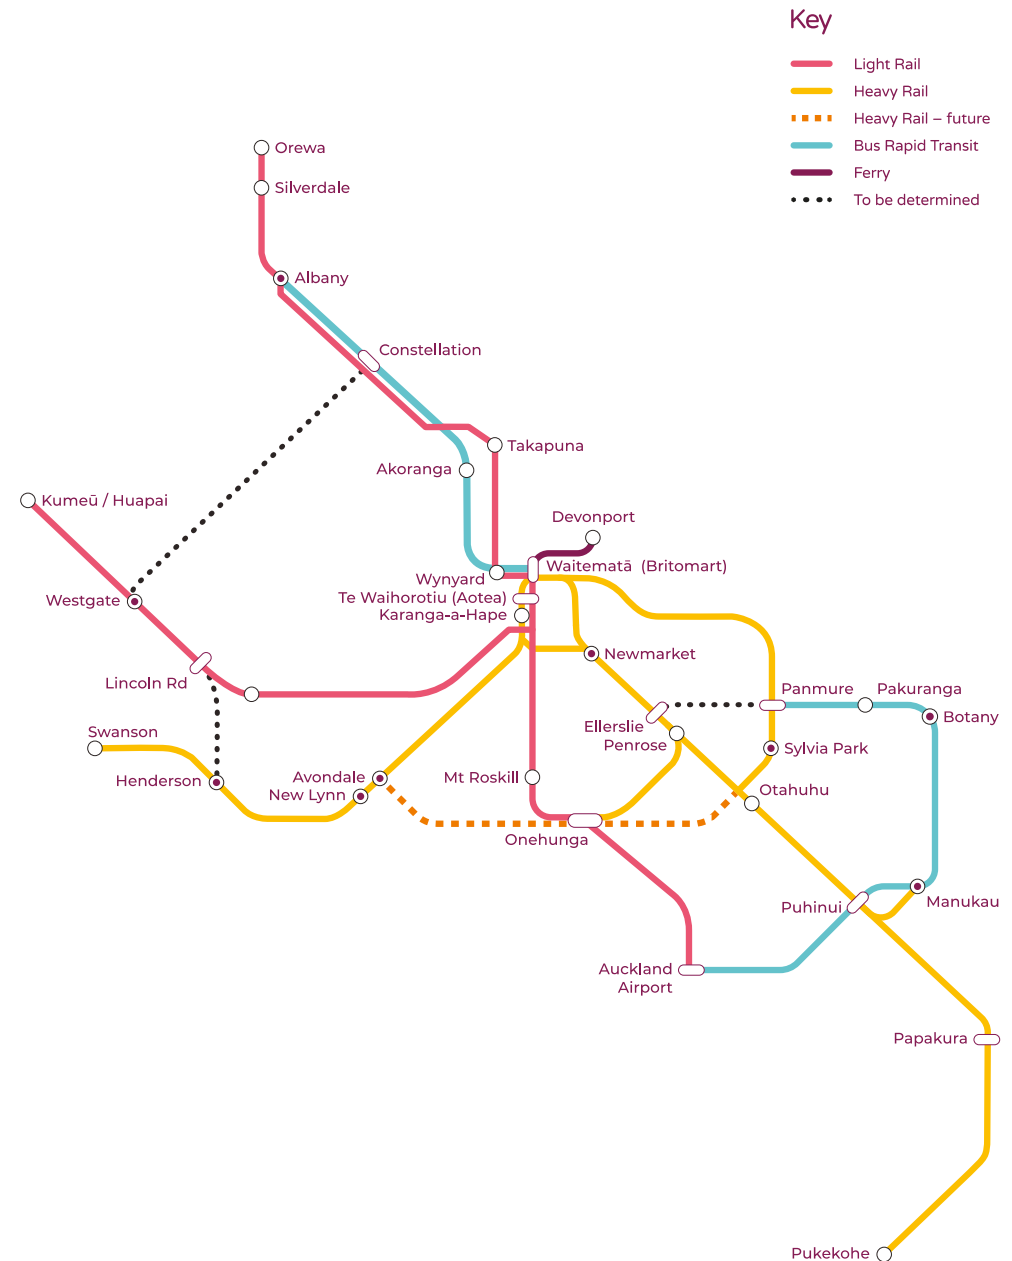 Key
Light Rail
Heavy Rail
Heavy Rail – future
Bus Rapid Transit
Ferry
To be determined
Orewa
Silverdale
Albany
Constellation
Takapuna
Akoranga
Kumeū / Huapai
Devonport
Waitematā (Britomart)
Wynyard
Te Waihorotiu (Aotea)
Karanga-a-Hape
Westgate
Newmarket
Lincoln Rd
Panmure
Pakuranga
Botany
Ellerslie
Penrose
Swanson
Sylvia Park
Henderson
Avondale
New Lynn
Mt Roskill
Otahuhu
Onehunga
Puhinui
Manukau
Auckland
Airport
Papakura
Pukekohe